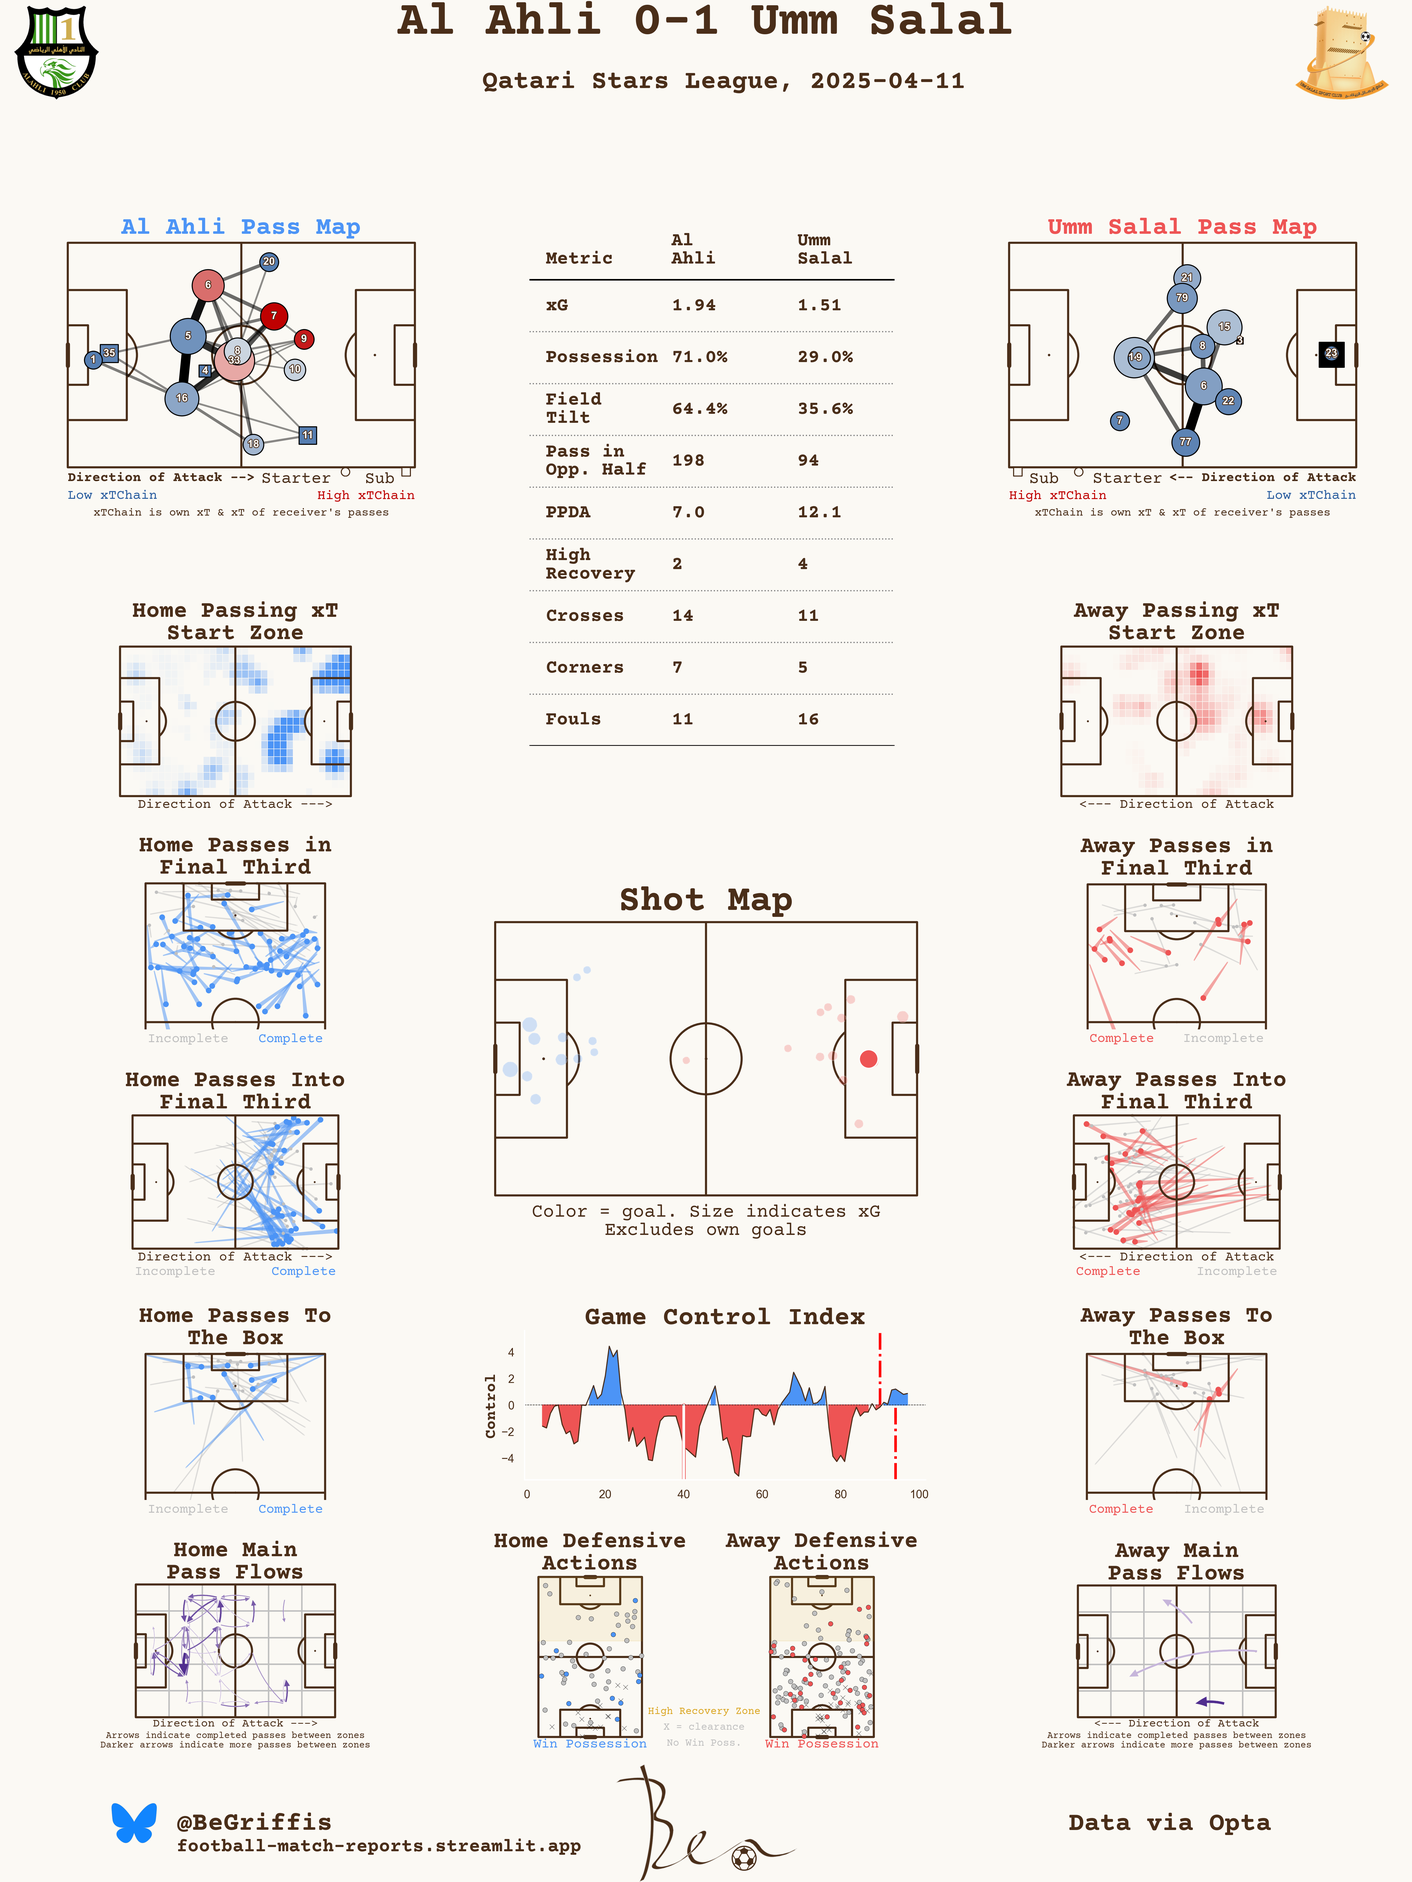 Al Ahli 0-1 Umm Salal
Qatari Stars League, 2025-04-11
1
النادي الأهلي الرياضي
ALAHLI 1950 CLUB
Al Ahli Pass Map
20
6
7
5
9
8
33
35
1
4
10
16
11
18
Direction of Attack --> Starter Sub
Low xTChain High xTChain
xTChain is own xT & xT of receiver's passes
Metric Al Ahli Umm Salal
xG 1.94 1.51
Possession 71.0% 29.0%
Field Tilt 64.4% 35.6%
Pass in Opp. Half 198 94
PPDA 7.0 12.1
High Recovery 2 4
Crosses 14 11
Corners 7 5
Fouls 11 16
Umm Salal Pass Map
21
79
15
3
8
23
6
22
7
77
Sub Starter <-- Direction of Attack
High xTChain Low xTChain
xTChain is own xT & xT of receiver's passes
Home Passing xT
Start Zone
Direction of Attack --->
Away Passing xT
Start Zone
<--- Direction of Attack
Home Passes in
Final Third
Incomplete Complete
Shot Map
Color = goal. Size indicates xG
Excludes own goals
Away Passes in
Final Third
Complete Incomplete
Home Passes Into
Final Third
Direction of Attack --->
Incomplete Complete
Away Passes Into
Final Third
<--- Direction of Attack
Complete Incomplete
Home Passes To
The Box
Incomplete Complete
Game Control Index
Control
4
2
0
−2
−4
0 20 40 60 80 100
Away Passes To
The Box
Complete Incomplete
Home Main
Pass Flows
Direction of Attack --->
Arrows indicate completed passes between zones
Darker arrows indicate more passes between zones
Home Defensive
Actions
Win Possession
High Recovery Zone
X = clearance
No Win Poss.
Away Defensive
Actions
Win Possession
Away Main
Pass Flows
<--- Direction of Attack
Arrows indicate completed passes between zones
Darker arrows indicate more passes between zones
@BeGriffis
football-match-reports.streamlit.app
Ben
Data via Opta